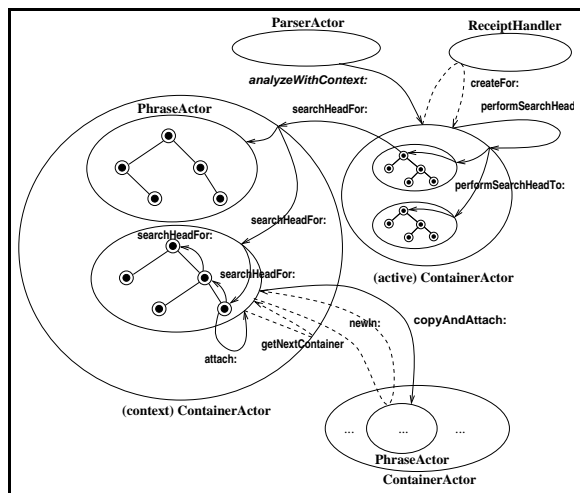 ParserActor
ReceiptHandler
analyzeWithContext:
createFor:
PhraseActor
searchHeadFor:
performSearchHead
performSearchHeadTo:
searchHeadFor:
searchHeadFor:
searchHeadFor:
(active) ContainerActor
newIn:
copyAndAttach:
getNextContainer
attach:
(context) ContainerActor
... ... ...
PhraseActor
ContainerActor